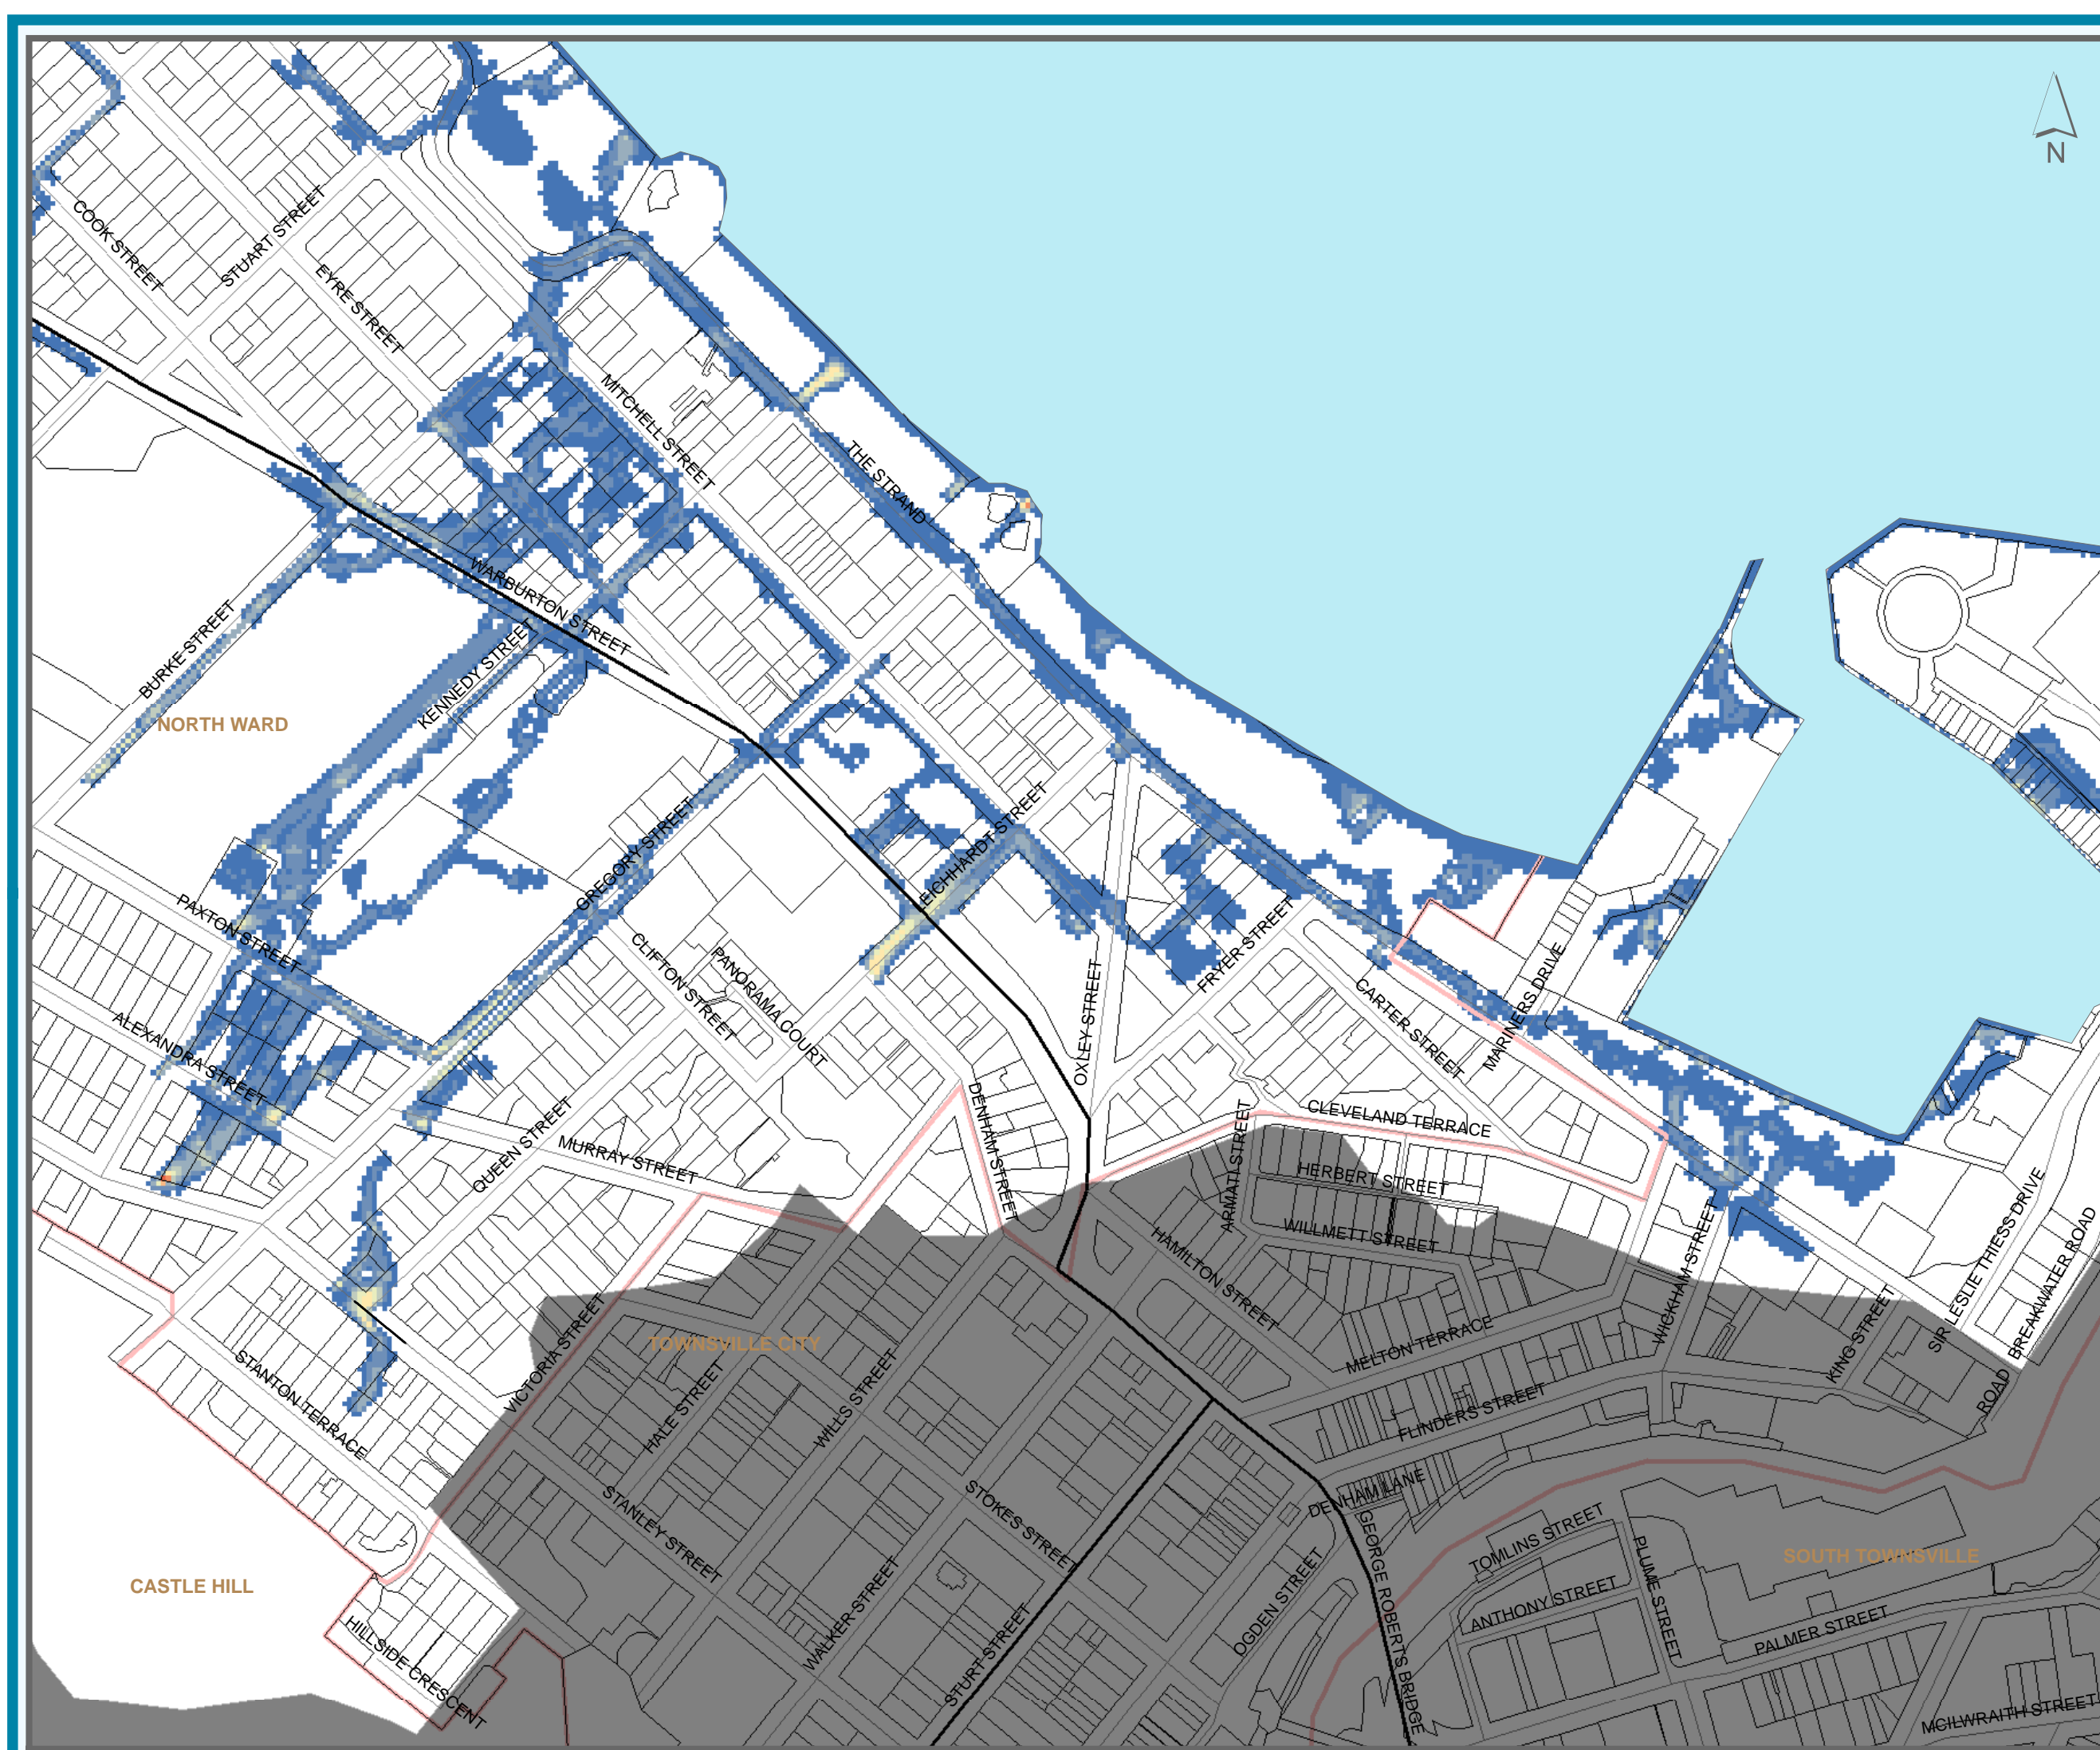 N
COOK STREET
STUART STREET
EYRE STREET
MITCHELL STREET
THE STRAND
WARBURTON STREET
BURKE STREET
KENNEDY STREET
NORTH WARD
GREGORY STREET
LEICHHARDT STREET
PAXTON STREET
CLIFTON STREET
PANORAMA COURT
OXLEY STREET
FRYER STREET
CARTER STREET
MARINERS DRIVE
ALEXANDRA STREET
QUEEN STREET
MURRAY STREET
DENHAM STREET
ARMATI STREET
CLEVELAND TERRACE
HERBERT STREET
WILLMETT STREET
HAMILTON STREET
WICKHAM STREET
SIR LESLIE THIESS DRIVE
BREAKWATER ROAD
KING STREET
MELTON TERRACE
TOWNSVILLE CITY
VICTORIA STREET
HALE STREET
WILLS STREET
STANTON TERRACE
FLINDERS STREET
ROAD
DENHAM LANE
STANLEY STREET
STOKES STREET
GEORGE ROBERTS BRIDGE
TOMLINS STREET
PLUME STREET
SOUTH TOWNSVILLE
CASTLE HILL
ANTHONY STREET
PALMER STREET
WALKER STREET
OGDEN STREET
STURT STREET
HILLSIDE CRESCENT
MCILWRAITH STREET